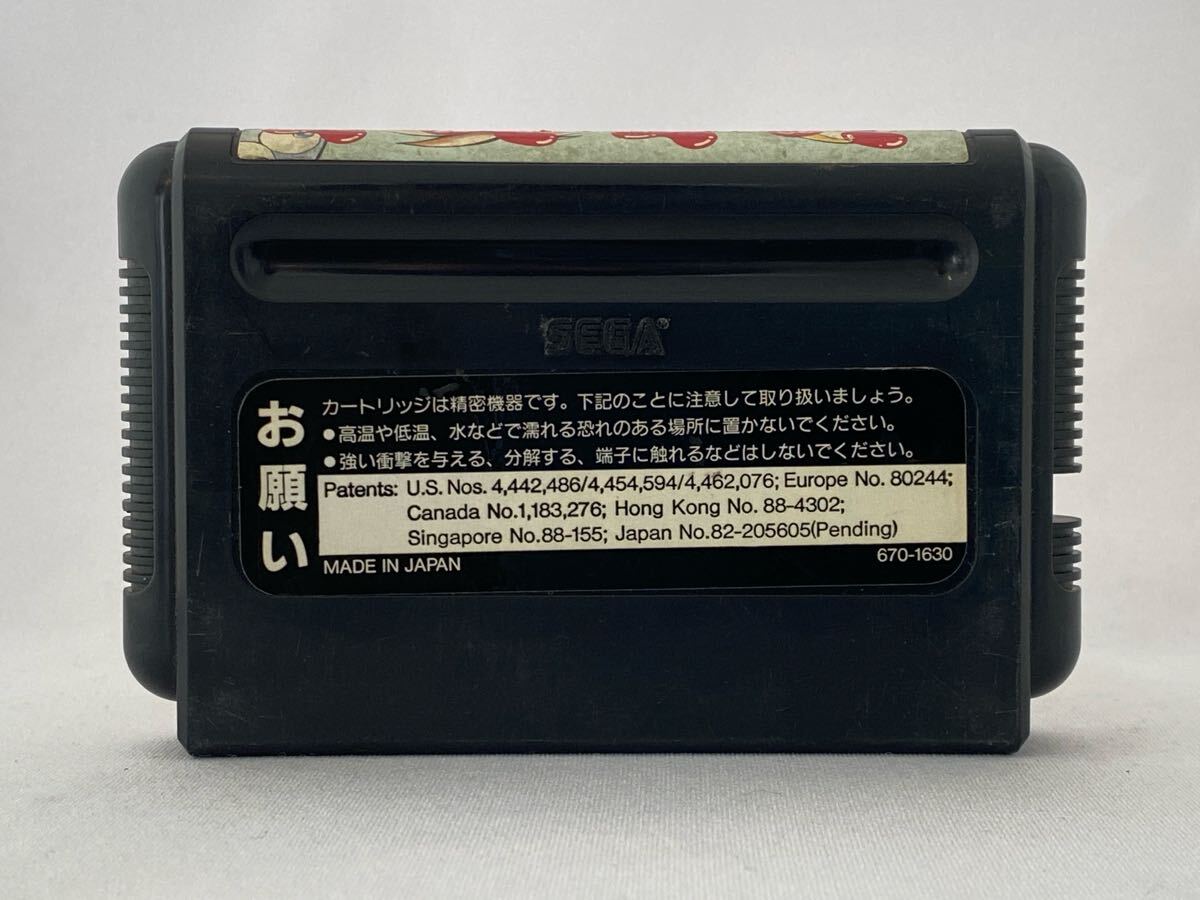 SEGA®
お願い
カートリッジは精密機器です。下記のことに注意して取り扱いましょう。
●高温や低温、水などで濡れる恐れのある場所に置かないでください。
●強い衝撃を与える、分解する、端子に触れるなどはしないでください。
Patents: U.S. Nos. 4,442,486/4,454,594/4,462,076; Europe No. 80244;
Canada No.1,183,276; Hong Kong No. 88-4302;
Singapore No.88-155; Japan No.82-205605(Pending)
MADE IN JAPAN 670-1630